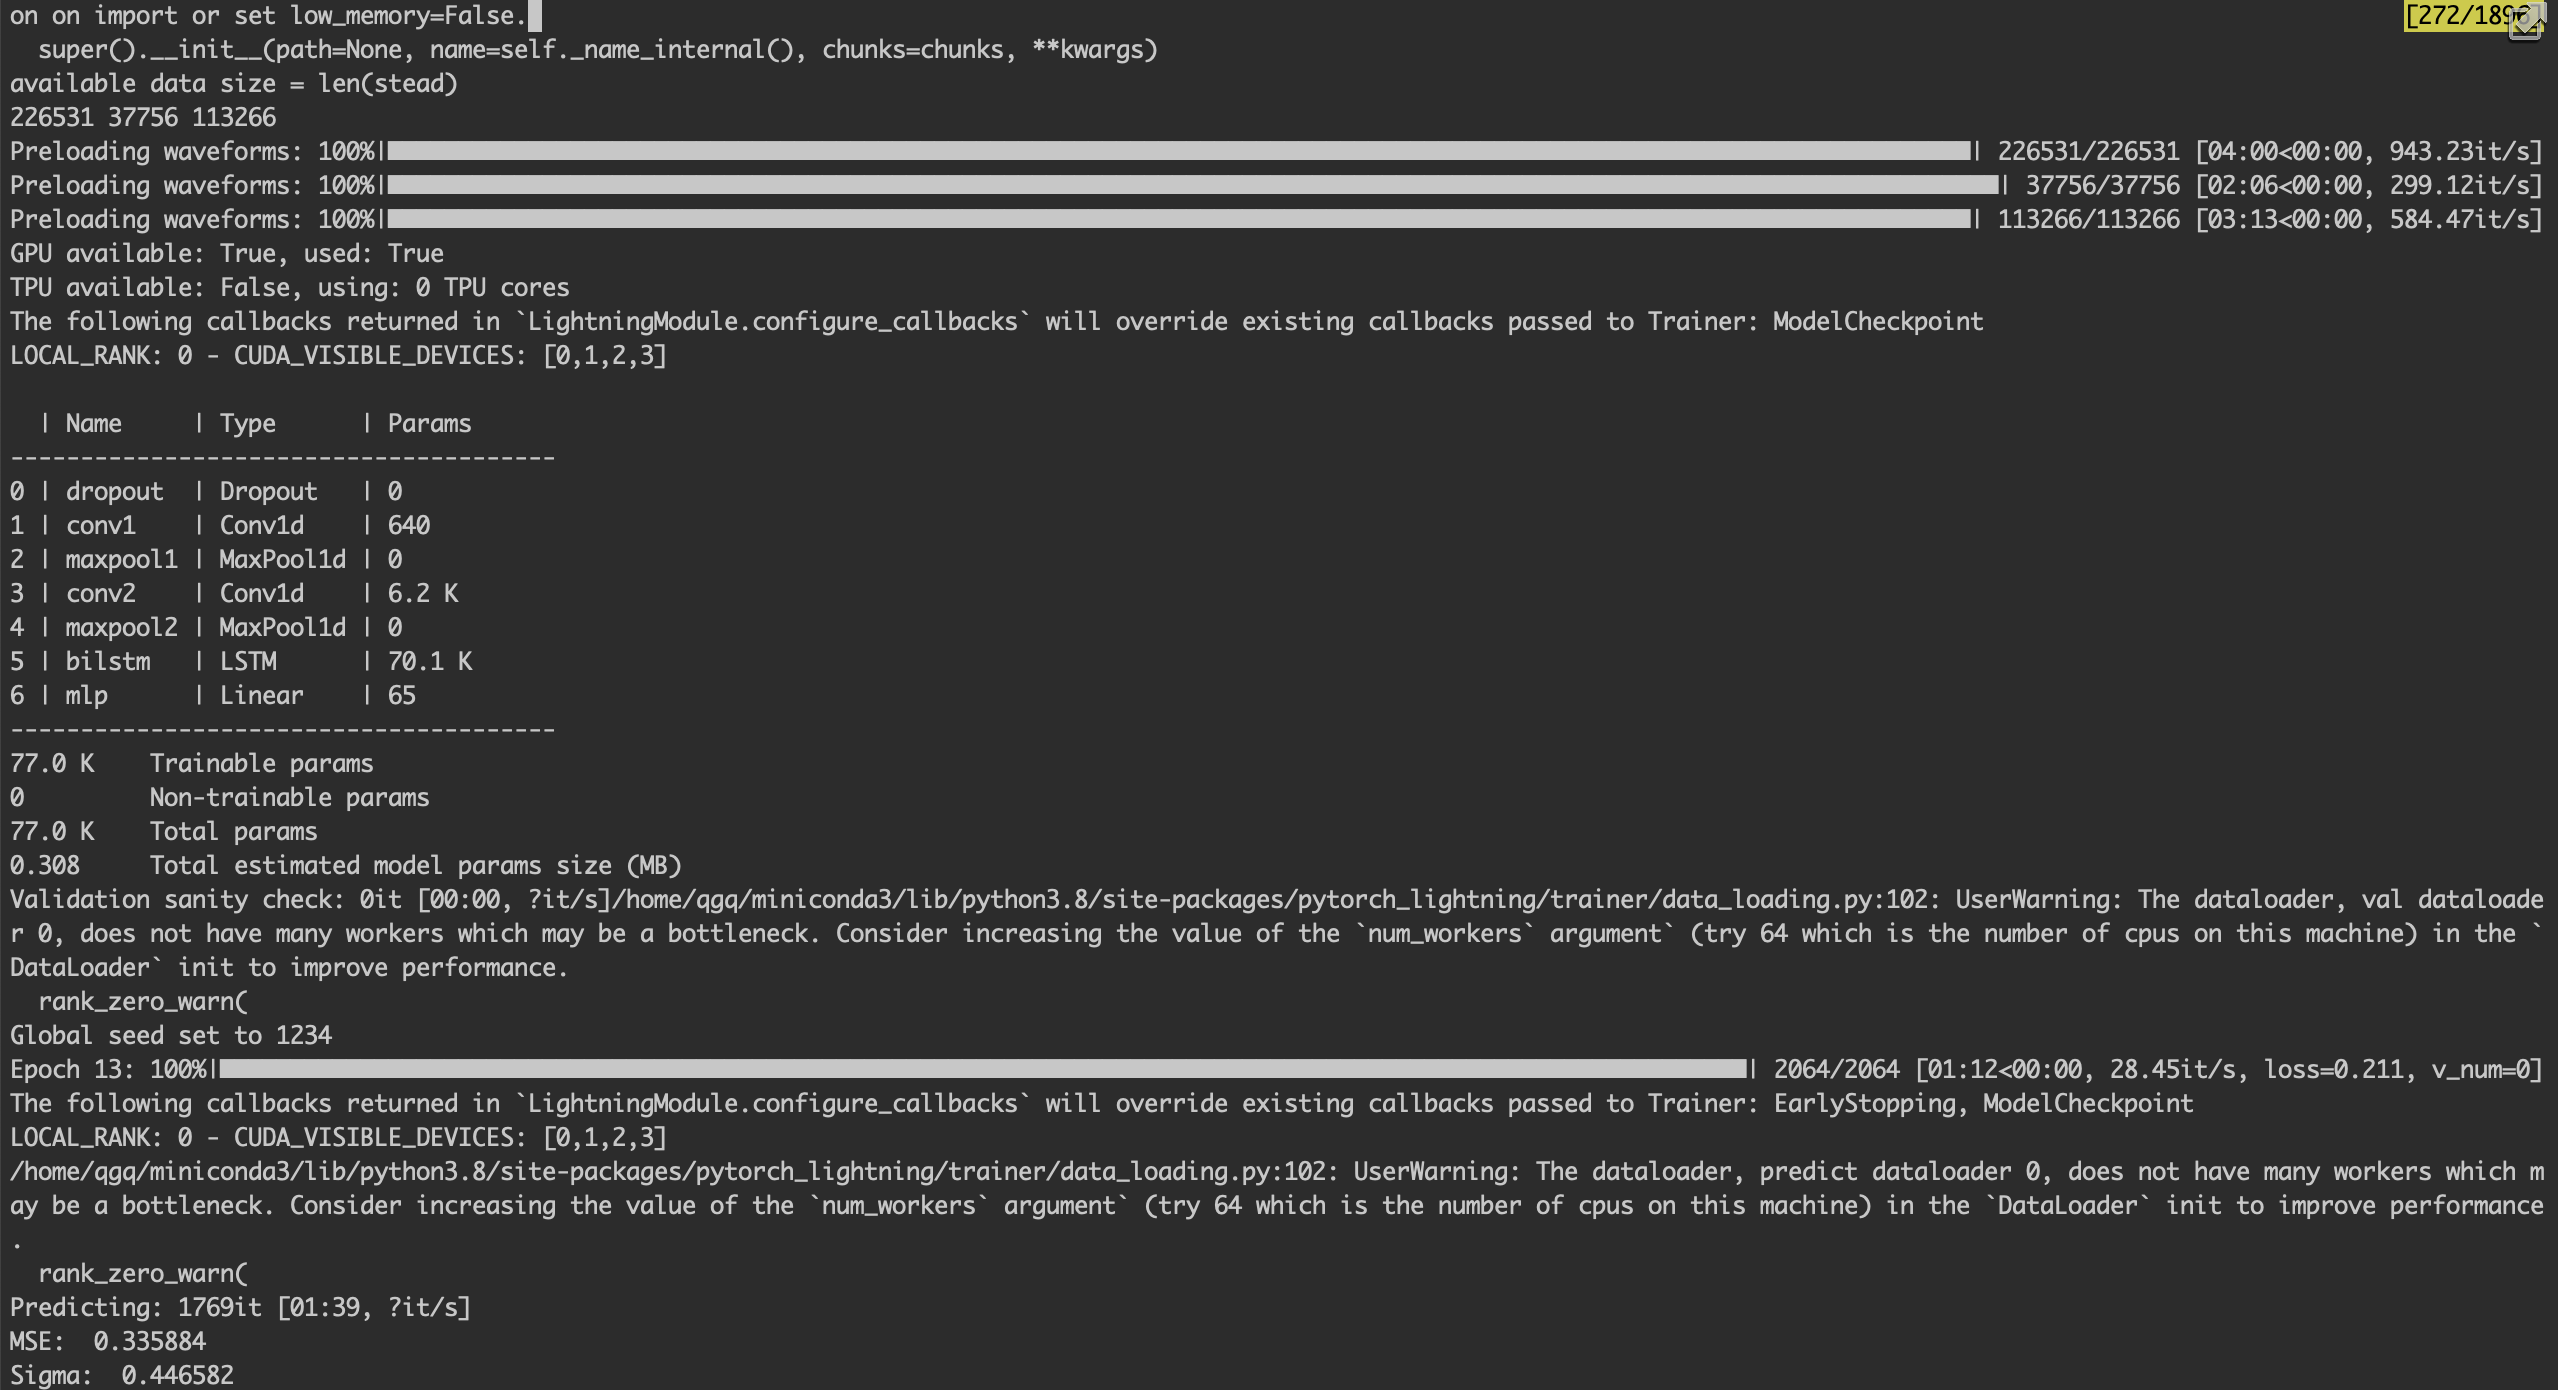 on on import or set low_memory=False. [272/189
  super().__init__(path=None, name=self._name_internal(), chunks=chunks, **kwargs)
available data size = len(stead)
226531 37756 113266
Preloading waveforms: 100%| | 226531/226531 [04:00<00:00, 943.23it/s]
Preloading waveforms: 100%| | 37756/37756 [02:06<00:00, 299.12it/s]
Preloading waveforms: 100%| | 113266/113266 [03:13<00:00, 584.47it/s]
GPU available: True, used: True
TPU available: False, using: 0 TPU cores
The following callbacks returned in `LightningModule.configure_callbacks` will override existing callbacks passed to Trainer: ModelCheckpoint
LOCAL_RANK: 0 - CUDA_VISIBLE_DEVICES: [0,1,2,3]
  | Name     | Type      | Params
---------------------------------------
0 | dropout  | Dropout   | 0
1 | conv1    | Conv1d    | 640
2 | maxpool1 | MaxPool1d | 0
3 | conv2    | Conv1d    | 6.2 K
4 | maxpool2 | MaxPool1d | 0
5 | bilstm   | LSTM      | 70.1 K
6 | mlp      | Linear    | 65
---------------------------------------
77.0 K    Trainable params
0         Non-trainable params
77.0 K    Total params
0.308     Total estimated model params size (MB)
Validation sanity check: 0it [00:00, ?it/s]/home/qgq/miniconda3/lib/python3.8/site-packages/pytorch_lightning/trainer/data_loading.py:102: UserWarning: The dataloader, val dataloade
r 0, does not have many workers which may be a bottleneck. Consider increasing the value of the `num_workers` argument` (try 64 which is the number of cpus on this machine) in the `
DataLoader` init to improve performance.
  rank_zero_warn(
Global seed set to 1234
Epoch 13: 100%| | 2064/2064 [01:12<00:00, 28.45it/s, loss=0.211, v_num=0]
The following callbacks returned in `LightningModule.configure_callbacks` will override existing callbacks passed to Trainer: EarlyStopping, ModelCheckpoint
LOCAL_RANK: 0 - CUDA_VISIBLE_DEVICES: [0,1,2,3]
/home/qgq/miniconda3/lib/python3.8/site-packages/pytorch_lightning/trainer/data_loading.py:102: UserWarning: The dataloader, predict dataloader 0, does not have many workers which m
ay be a bottleneck. Consider increasing the value of the `num_workers` argument` (try 64 which is the number of cpus on this machine) in the `DataLoader` init to improve performance
.
  rank_zero_warn(
Predicting: 1769it [01:39, ?it/s]
MSE:  0.335884
Sigma:  0.446582